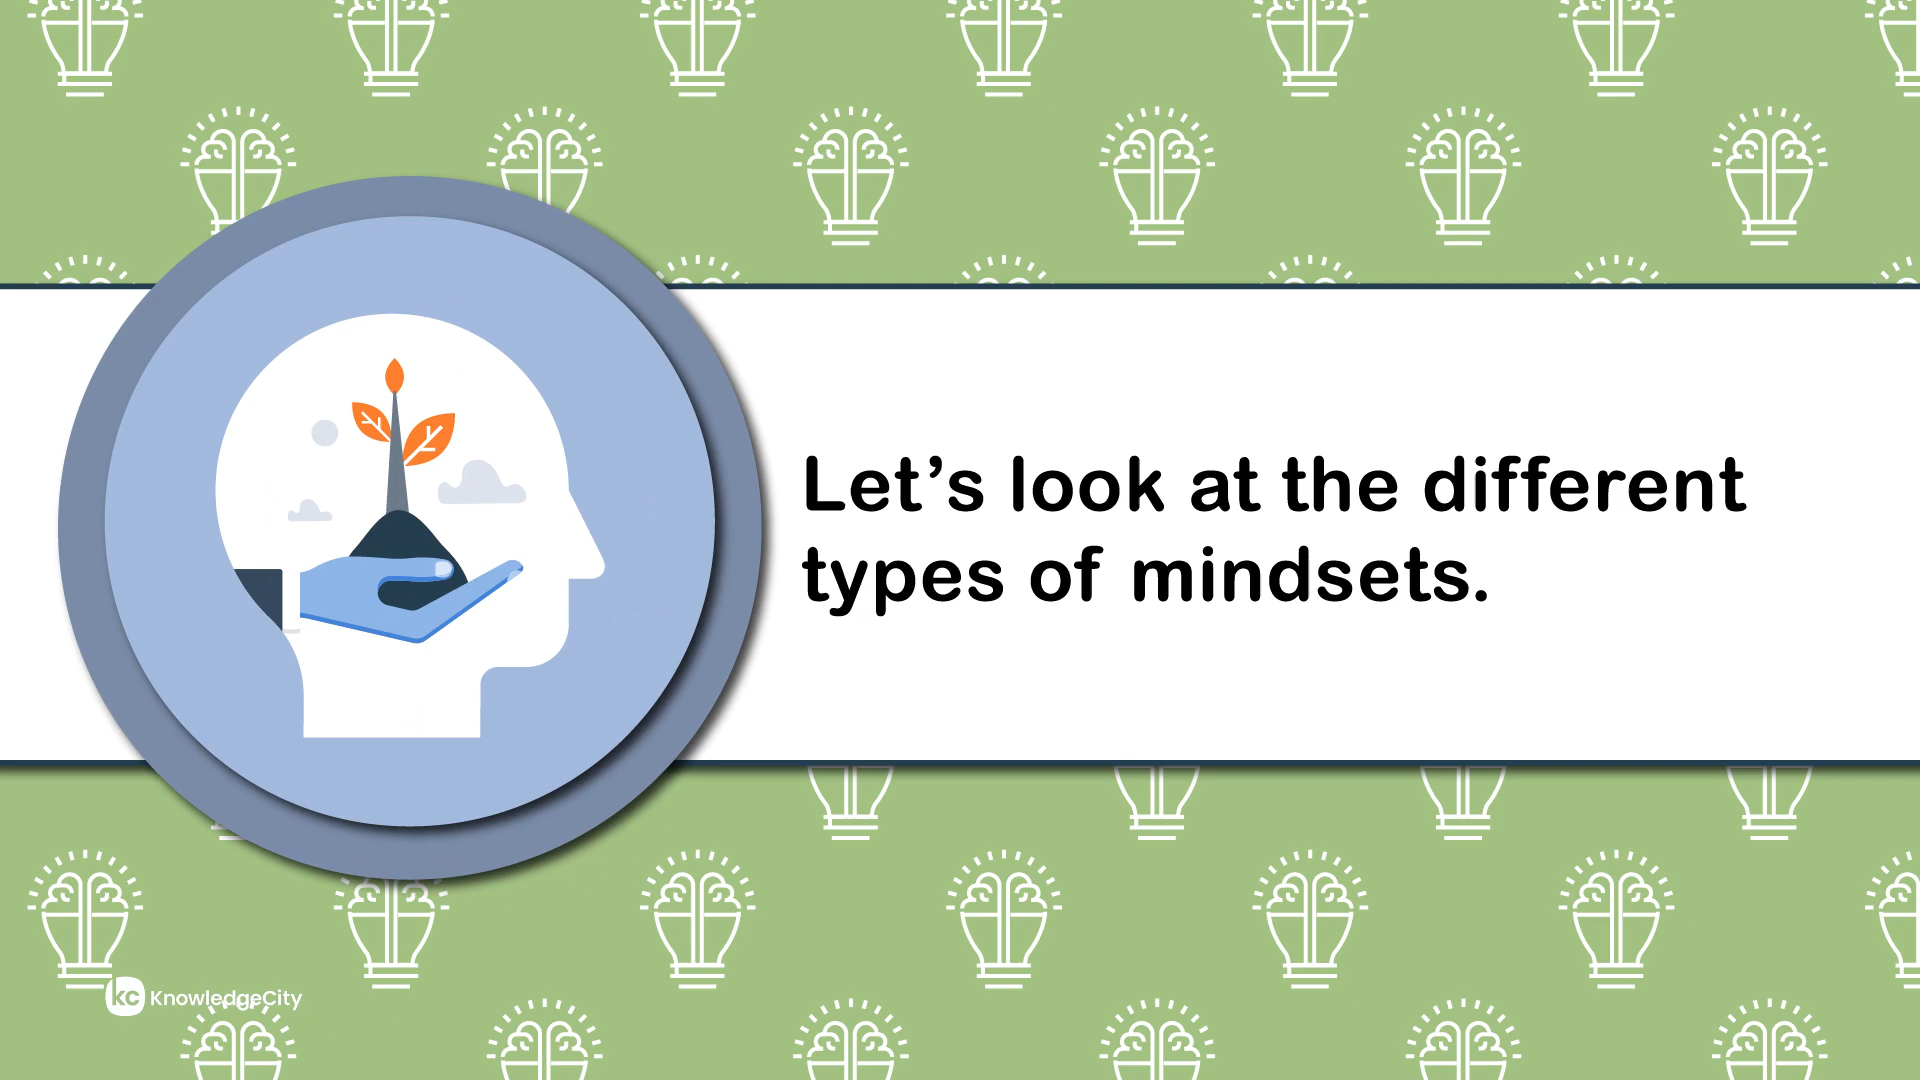 Let’s look at the different
types of mindsets.
kc KnowledgeCity